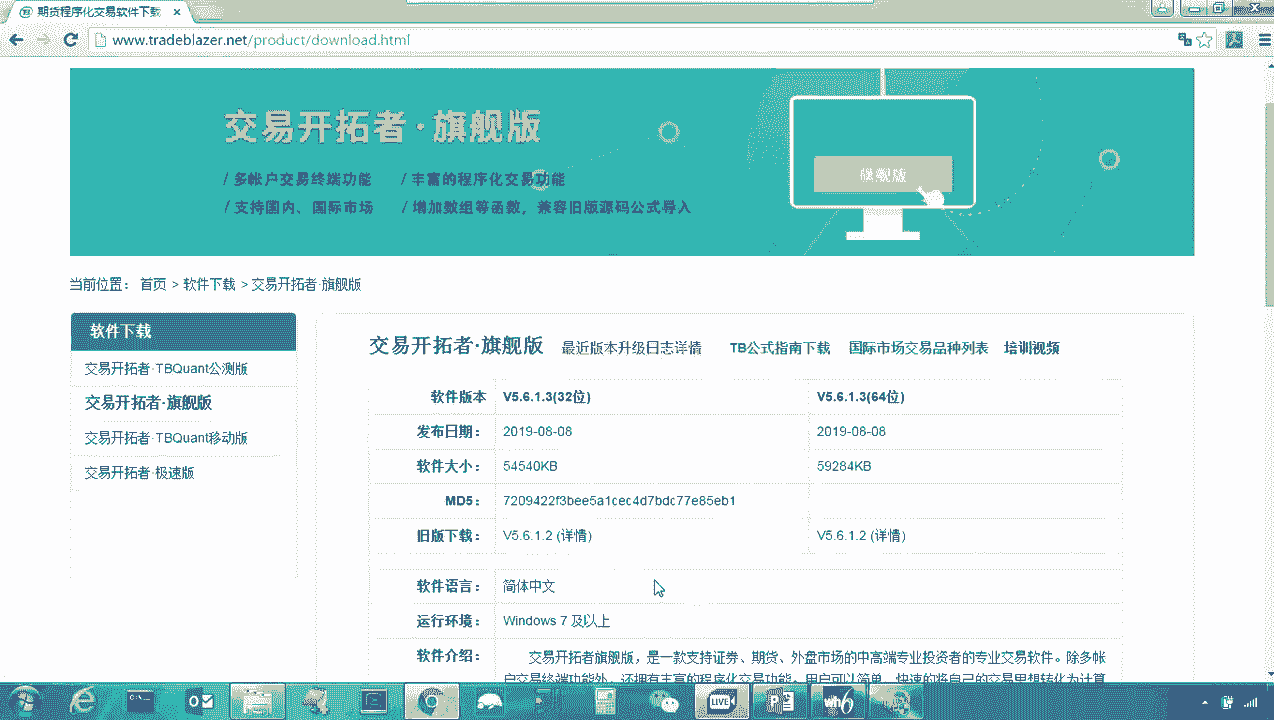 期货程序化交易软件下载
www.tradeblazer.net/product/download.html
交易开拓者·旗舰版
/ 多帐户交易终端功能 / 丰富的程序化交易功能
/ 支持国内、国际市场 / 增加数组等函数，兼容旧版源码公式导入
旗舰版
当前位置： 首页 > 软件下载 > 交易开拓者·旗舰版
软件下载
交易开拓者·TBQuant公测版
交易开拓者·旗舰版
交易开拓者·TBQuant移动版
交易开拓者·极速版
交易开拓者·旗舰版 最近版本升级日志详情 TB公式指南下载 国际市场交易品种列表 培训视频
软件版本 V5.6.1.3(32位) V5.6.1.3(64位)
发布日期： 2019-08-08 2019-08-08
软件大小： 54540KB 59284KB
MD5： 7209422f3bee5a1cec4d7bdc77e85eb1
旧版下载： V5.6.1.2 (详情) V5.6.1.2 (详情)
软件语言： 简体中文
运行环境： Windows 7 及以上
软件介绍： 交易开拓者旗舰版，是一款支持证券、期货、外盘市场的中高端专业投资者的专业交易软件。除多帐
户交易终端功能外，还拥有丰富的程序化交易功能。用户可以简单、快速的将自己的交易思想转化为计算
LIVE
wh6